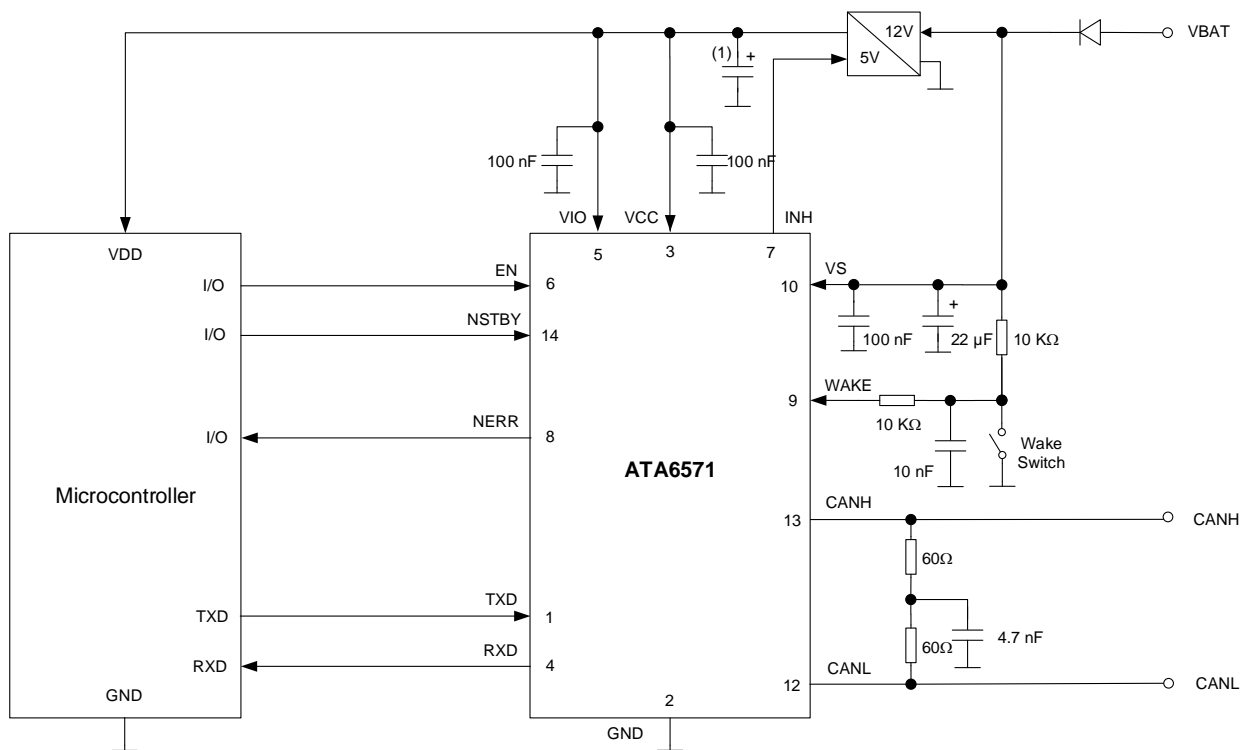 VBAT
12V
5V
(1)
+
100 nF
100 nF
VIO
VCC
INH
VDD
5
3
7
I/O
EN
6
VS
10
I/O
NSTBY
14
+
100 nF
22 µF
10 KΩ
WAKE
9
10 KΩ
I/O
NERR
8
10 nF
Wake
Switch
ATA6571
Microcontroller
CANH
13
CANH
60Ω
TXD
TXD
1
4.7 nF
60Ω
RXD
RXD
4
CANL
12
CANL
GND
2
GND